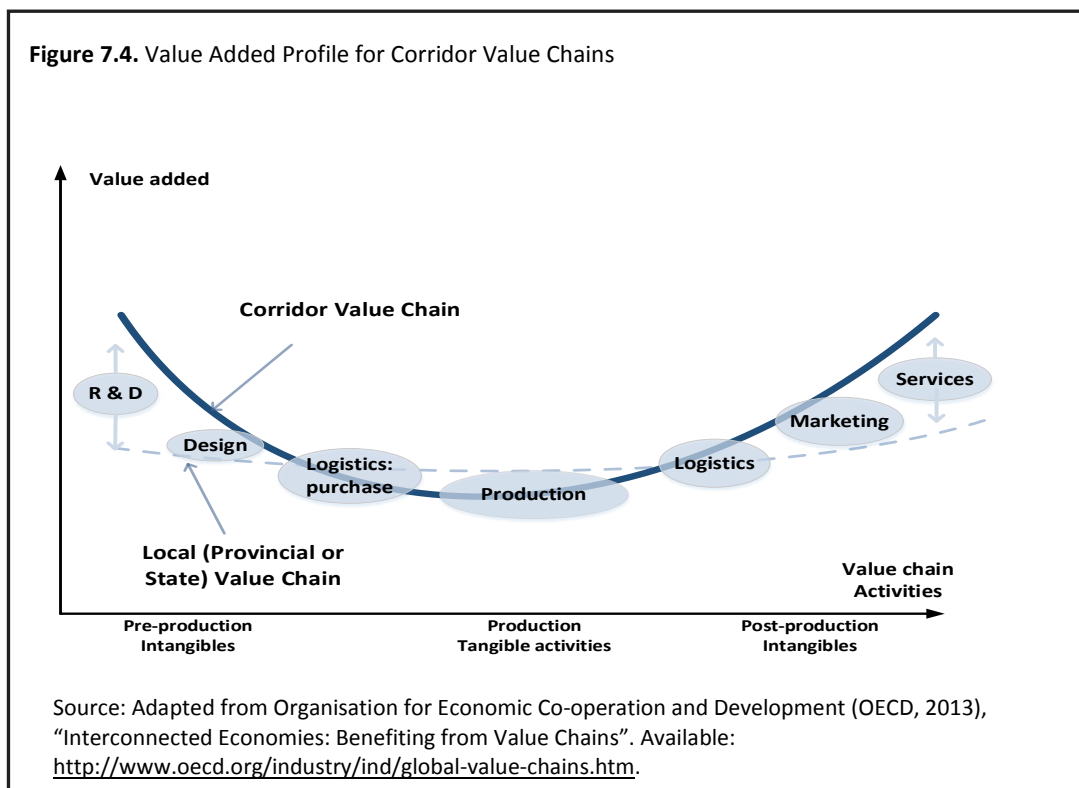 Figure 7.4. Value Added Profile for Corridor Value Chains
Value added
Corridor Value Chain
R & D
Services
Marketing
Design
Logistics:
purchase
Logistics
Production
Local (Provincial or
State) Value Chain
Value chain
Activities
Pre-production
Intangibles
Production
Tangible activities
Post-production
Intangibles
Source: Adapted from Organisation for Economic Co-operation and Development (OECD, 2013),
“Interconnected Economies: Benefiting from Value Chains”. Available:
http://www.oecd.org/industry/ind/global-value-chains.htm.